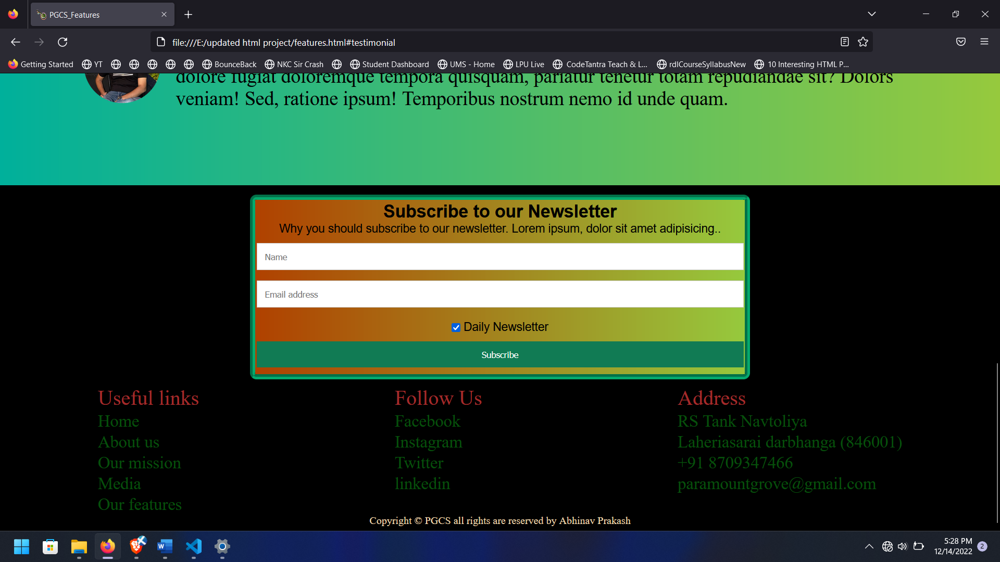 PGCS_Features
file:///E:/updated html project/features.html#testimonial
Getting Started YT BounceBack NKC Sir Crash Student Dashboard UMS - Home LPU Live CodeTantra Teach & L... rdlCourseSyllabusNew 10 Interesting HTML P...
dolore fugiat doloremque tempora quisquam, pariatur tenetur totam repudiandae sit? Dolors
veniam! Sed, ratione ipsum! Temporibus nostrum nemo id unde quam.
Subscribe to our Newsletter
Why you should subscribe to our newsletter. Lorem ipsum, dolor sit amet adipisicing..
Name
Email address
Daily Newsletter
Subscribe
Useful links
Home
About us
Our mission
Media
Our features
Follow Us
Facebook
Instagram
Twitter
linkedin
Address
RS Tank Navtoliya
Laheriasarai darbhanga (846001)
+91 8709347466
paramountgrove@gmail.com
Copyright © PGCS all rights are reserved by Abhinav Prakash
5:28 PM
12/14/2022
2